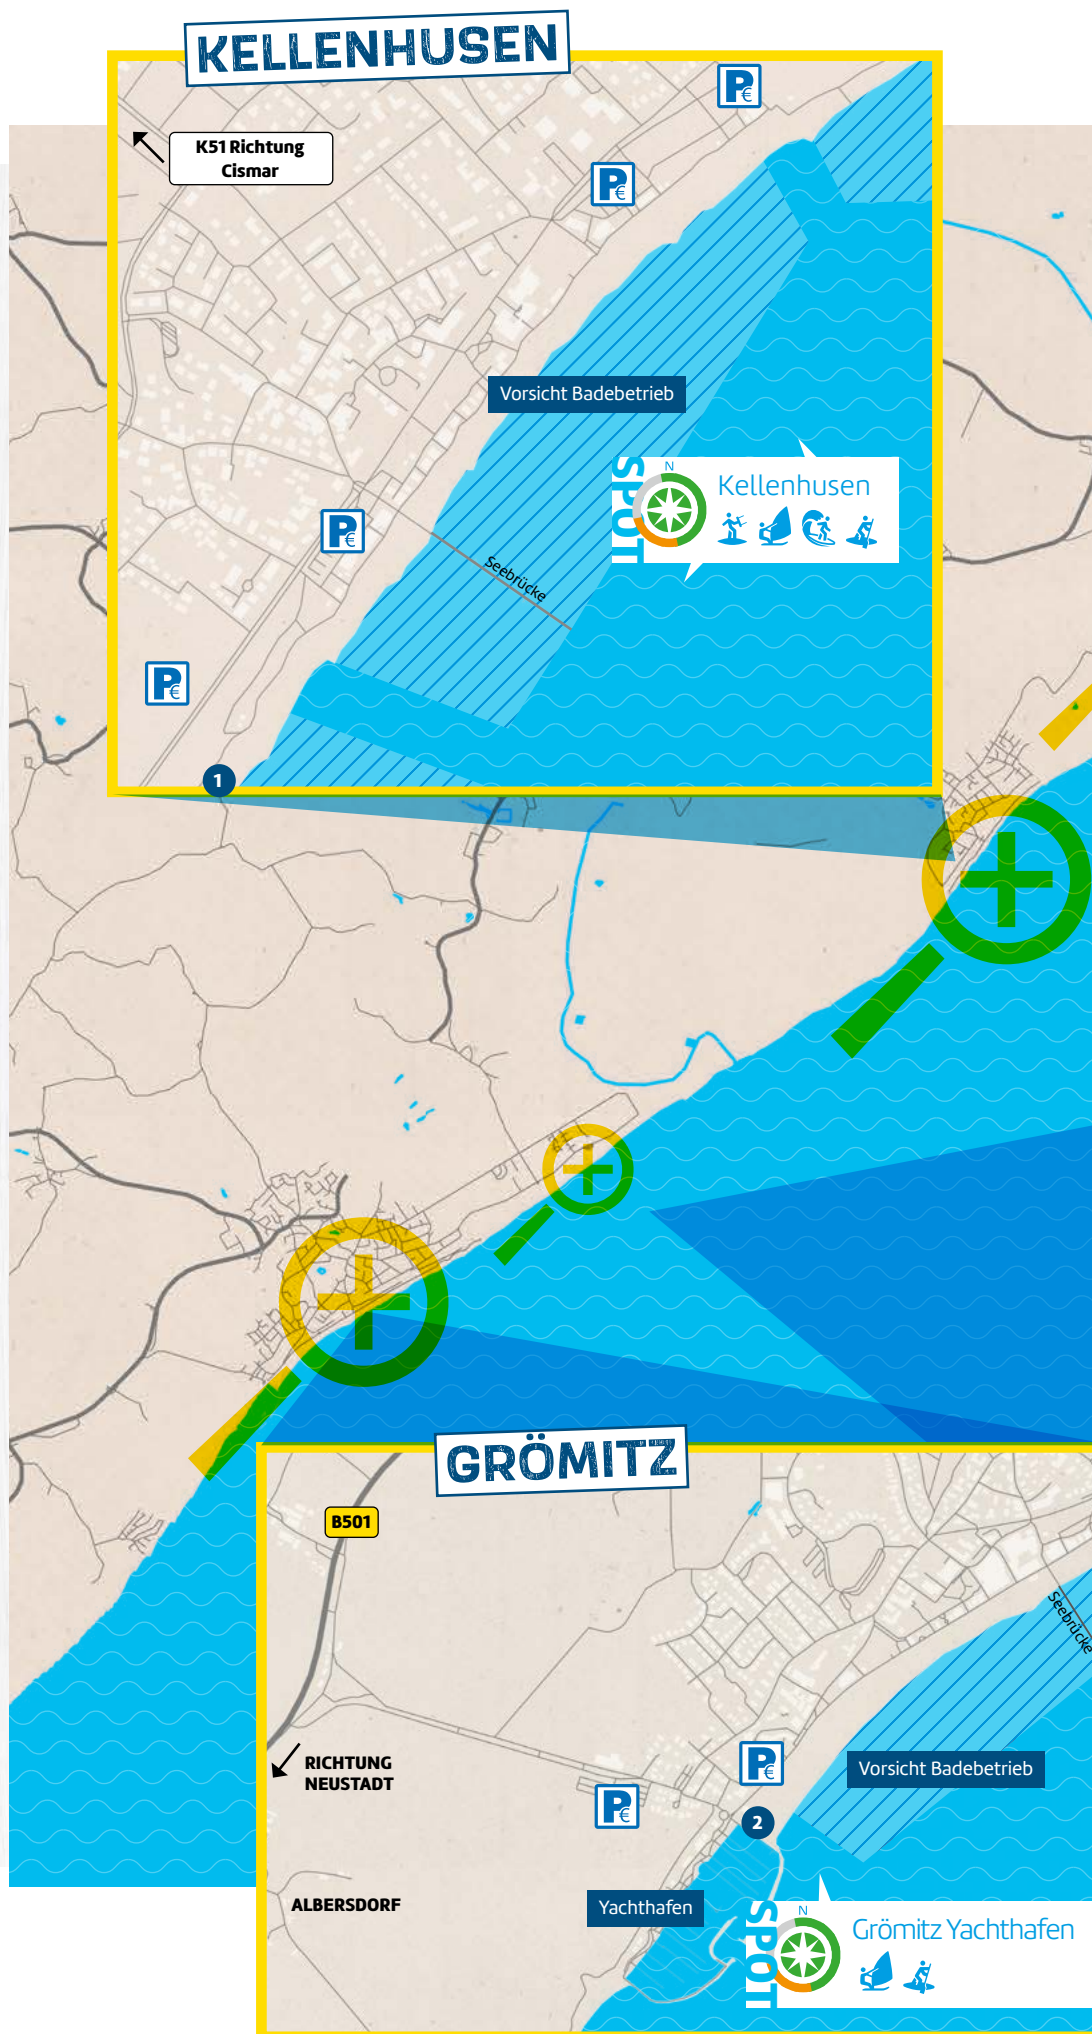 KELLENHUSEN
P€
K51 Richtung
Cismar
P€
Vorsicht Badebetrieb
SPOT
N
Kellenhusen
P€
Seebrücke
P€
1
GRÖMITZ
B501
Seebrücke
RICHTUNG
NEUSTADT
P€
Vorsicht Badebetrieb
P€
2
ALBERSDORF
Yachthafen
SPOT
N
Grömitz Yachthafen